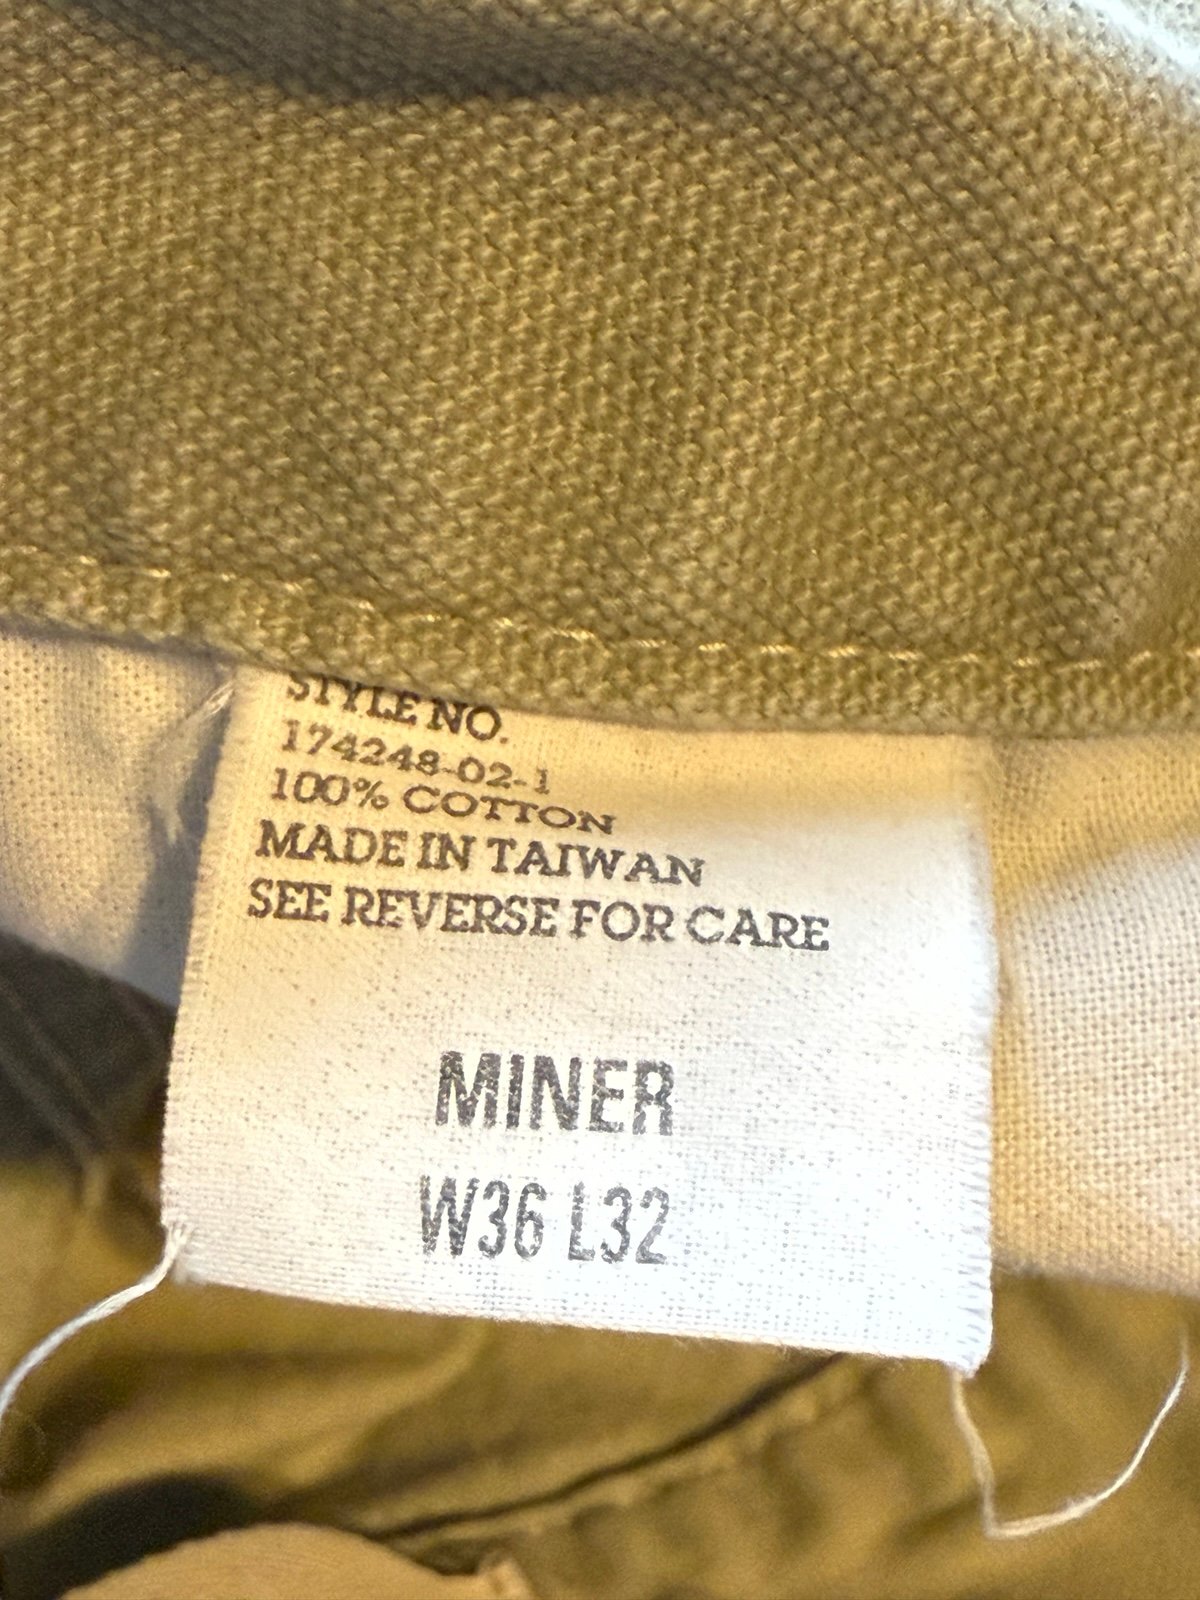 STYLE NO.
174248-02-1
100% COTTON
MADE IN TAIWAN
SEE REVERSE FOR CARE
MINER
W36 L32